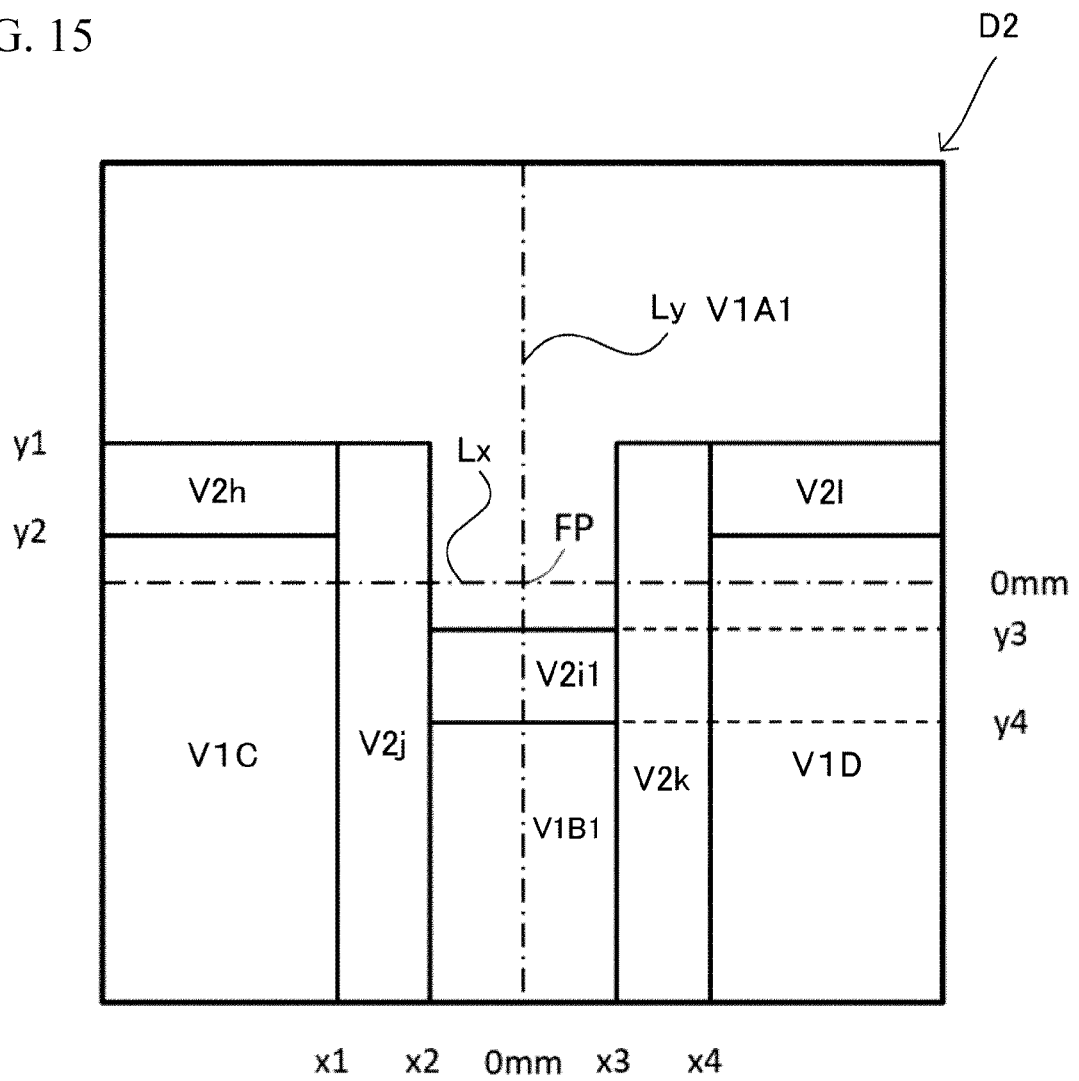 G. 15
D2
Ly V1A1
y1
Lx
V2h
V2l
y2
FP
0mm
y3
V2i1
y4
V1C
V2j
V2k
V1D
V1B1
x1 x2 0mm x3 x4